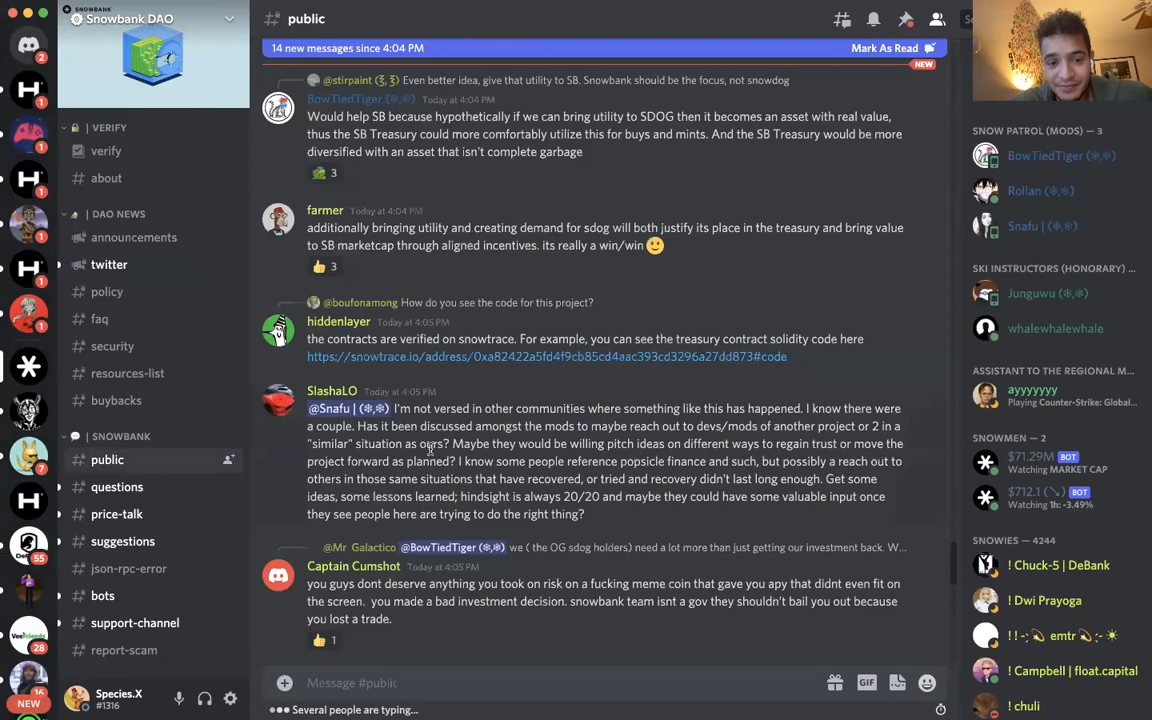 SNOWBANK
Snowbank DAO
VERIFY
verify
about
DAO NEWS
announcements
twitter
policy
faq
security
resources-list
buybacks
SNOWBANK
public
questions
price-talk
suggestions
json-rpc-error
bots
support-channel
report-scam
Species.X
#1316
2
1
1
1
1
1
7
55
28
16
NEW
# public
14 new messages since 4:04 PM
Mark As Read
NEW
@stirpaint (ℨ, ℨ) Even better idea, give that utility to SB. Snowbank should be the focus, not snowdog
BowTiedTiger (❄,❄) Today at 4:04 PM
Would help SB because hypothetically if we can bring utility to SDOG then it becomes an asset with real value,
thus the SB Treasury could more comfortably utilize this for buys and mints. And the SB Treasury would be more
diversified with an asset that isn't complete garbage
3
farmer Today at 4:04 PM
additionally bringing utility and creating demand for sdog will both justify its place in the treasury and bring value
to SB marketcap through aligned incentives. its really a win/win 🙂
👍 3
@boufonamong How do you see the code for this project?
hiddenlayer Today at 4:05 PM
the contracts are verified on snowtrace. For example, you can see the treasury contract solidity code here
https://snowtrace.io/address/0xa82422a5fd4f9cb85cd4aac393cd3296a27dd873#code
SlashaLO Today at 4:05 PM
@Snafu | (❄,❄) I'm not versed in other communities where something like this has happened. I know there were
a couple. Has it been discussed amongst the mods to maybe reach out to devs/mods of another project or 2 in a
"similar" situation as ours? Maybe they would be willing pitch ideas on different ways to regain trust or move the
project forward as planned? I know some people reference popsicle finance and such, but possibly a reach out to
others in those same situations that have recovered, or tried and recovery didn't last long enough. Get some
ideas, some lessons learned; hindsight is always 20/20 and maybe they could have some valuable input once
they see people here are trying to do the right thing?
@Mr Galactico @BowTiedTiger (❄,❄) we ( the OG sdog holders) need a lot more than just getting our investment back. W...
Captain Cumshot Today at 4:05 PM
you guys dont deserve anything you took on risk on a fucking meme coin that gave you apy that didnt even fit on
the screen. you made a bad investment decision. snowbank team isnt a gov they shouldn't bail you out because
you lost a trade.
👍 1
Message #public
GIF
Several people are typing...
SNOW PATROL (MODS) — 3
BowTiedTiger (❄,❄)
Rollan (❄,❄)
Snafu | (❄,❄)
SKI INSTRUCTORS (HONORARY) ...
Junguwu (❄,❄)
whalewhalewhale
ASSISTANT TO THE REGIONAL M...
ayyyyyyy
Playing Counter-Strike: Global...
SNOWMEN — 2
$71.29M BOT
Watching MARKET CAP
$712.1 (↘) BOT
Watching 1h: -3.49%
SNOWIES — 4244
! Chuck-5 | DeBank
! Dwi Prayoga
! Campbell | float.capital
! chuli